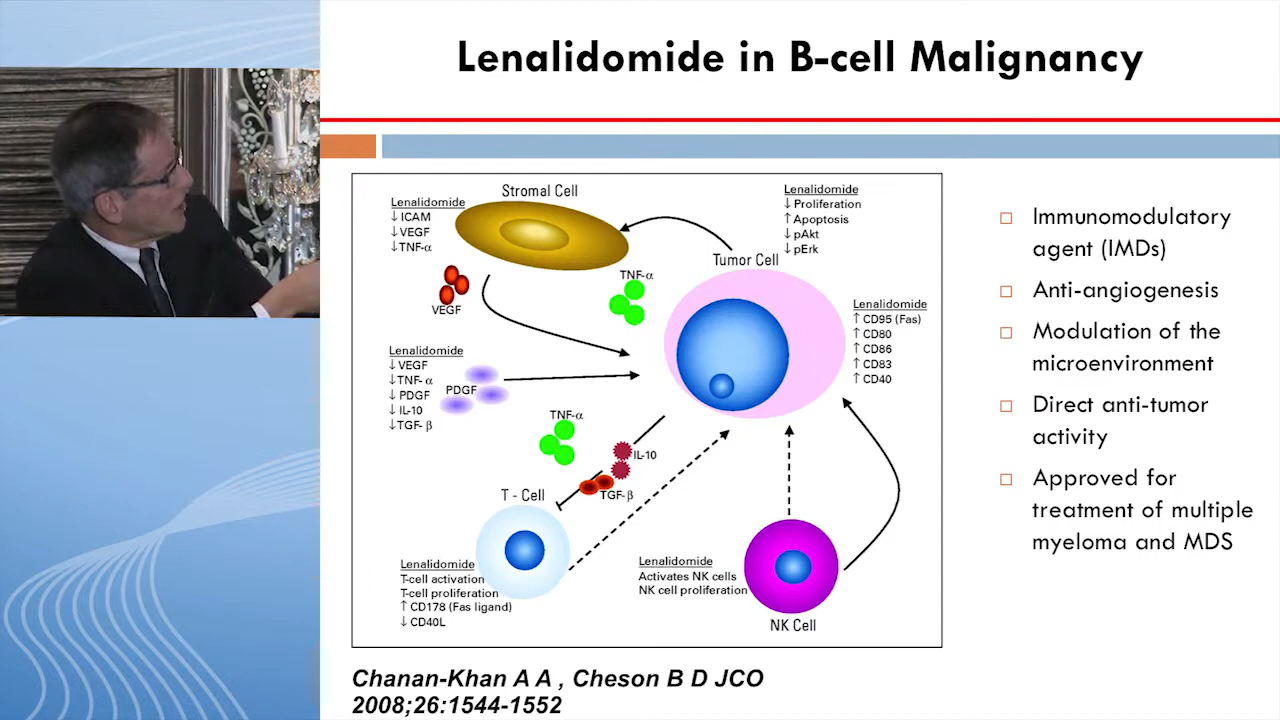 Lenalidomide in B-cell Malignancy
Stromal Cell
Lenalidomide
↓ ICAM
↓ VEGF
↓ TNF-α
Lenalidomide
↓ Proliferation
↑ Apoptosis
↓ pAkt
↓ pErk
Tumor Cell
TNF-α
VEGF
Lenalidomide
↑ CD95 (Fas)
↑ CD80
↑ CD86
↑ CD83
↑ CD40
Lenalidomide
↓ VEGF
↓ TNF- α
↓ PDGF
↓ IL-10
↓ TGF- β
PDGF
TNF-α
IL-10
TGF-β
T - Cell
Lenalidomide
T-cell activation
T-cell proliferation
↑ CD178 (Fas ligand)
↓ CD40L
Lenalidomide
Activates NK cells
NK cell proliferation
NK Cell
Immunomodulatory
agent (IMDs)
Anti-angiogenesis
Modulation of the
microenvironment
Direct anti-tumor
activity
Approved for
treatment of multiple
myeloma and MDS
Chanan-Khan A A , Cheson B D JCO
2008;26:1544-1552